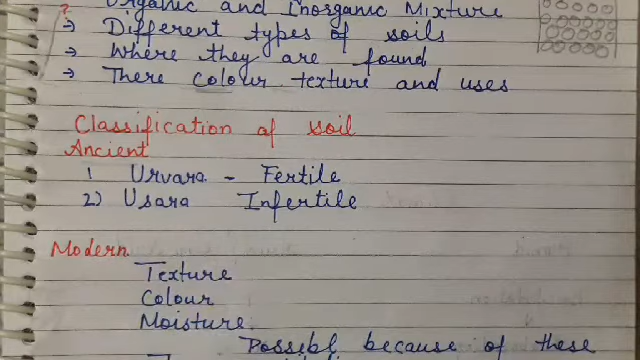 ?
Organic and Inorganic Mixture
→ Different types of soils
→ Where they are found
→ There colour texture and uses
Classification of soil
Ancient
1 Urvara - Fertile
2) Usara Infertile
Modern
Texture
Colour
Moisture
Possibl because of these